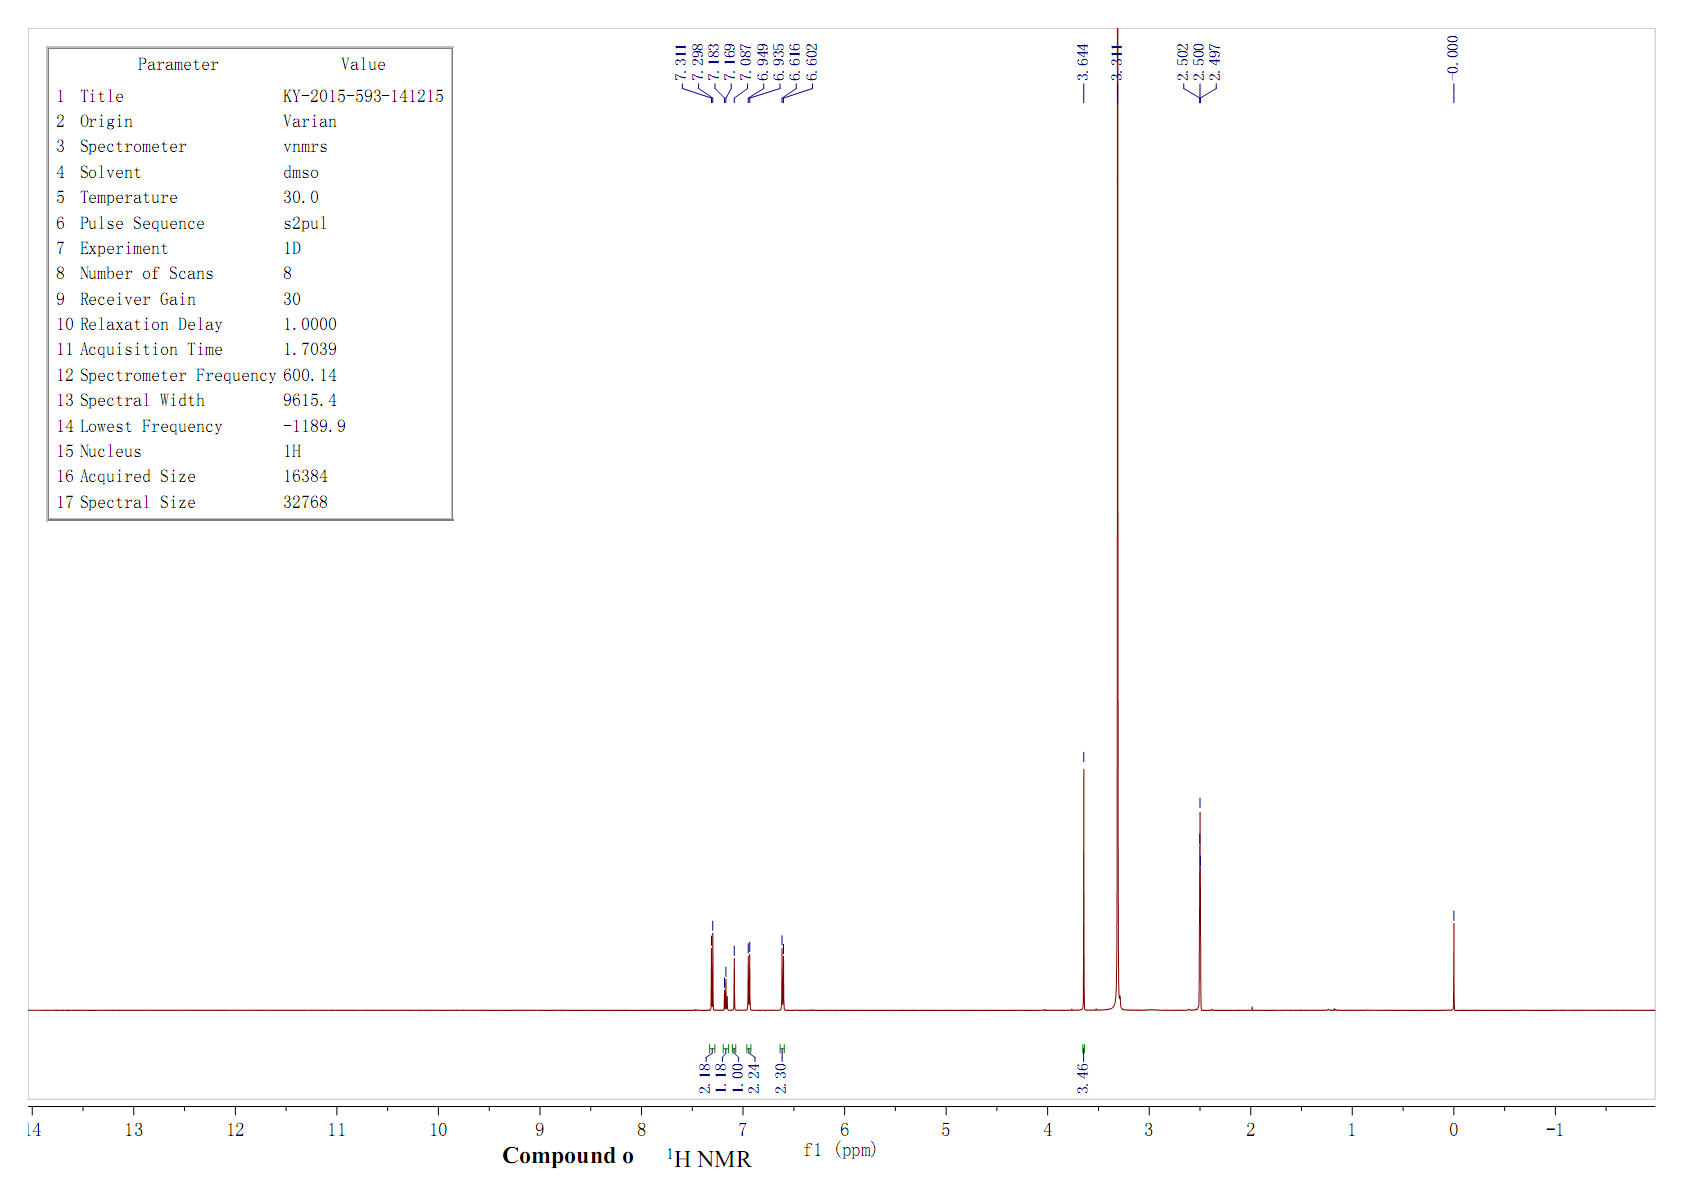 7.311
7.298
7.183
7.169
7.087
6.949
6.935
6.616
6.602
3.644
3.311
2.502
2.500
2.497
-0.000
Parameter Value
1 Title KY-2015-593-141215
2 Origin Varian
3 Spectrometer vnmrs
4 Solvent dmso
5 Temperature 30.0
6 Pulse Sequence s2pul
7 Experiment 1D
8 Number of Scans 8
9 Receiver Gain 30
10 Relaxation Delay 1.0000
11 Acquisition Time 1.7039
12 Spectrometer Frequency 600.14
13 Spectral Width 9615.4
14 Lowest Frequency -1189.9
15 Nucleus 1H
16 Acquired Size 16384
17 Spectral Size 32768
2.18
1.18
1.00
2.24
2.30
3.46
14 13 12 11 10 9 8 7 6 5 4 3 2 1 0 -1
f1 (ppm)
Compound o ¹H NMR